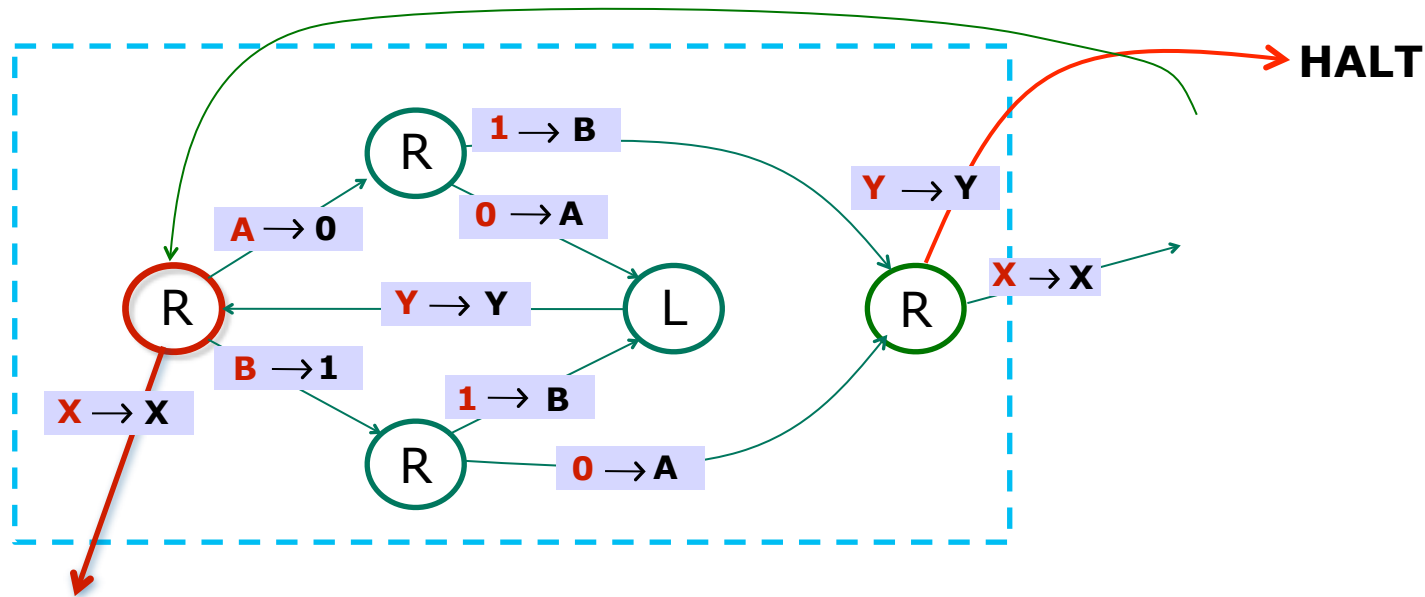 HALT
1 → B
R
Y → Y
0 → A
A → 0
X → X
Y → Y
R
L
R
B → 1
1 → B
X → X
R
0 → A